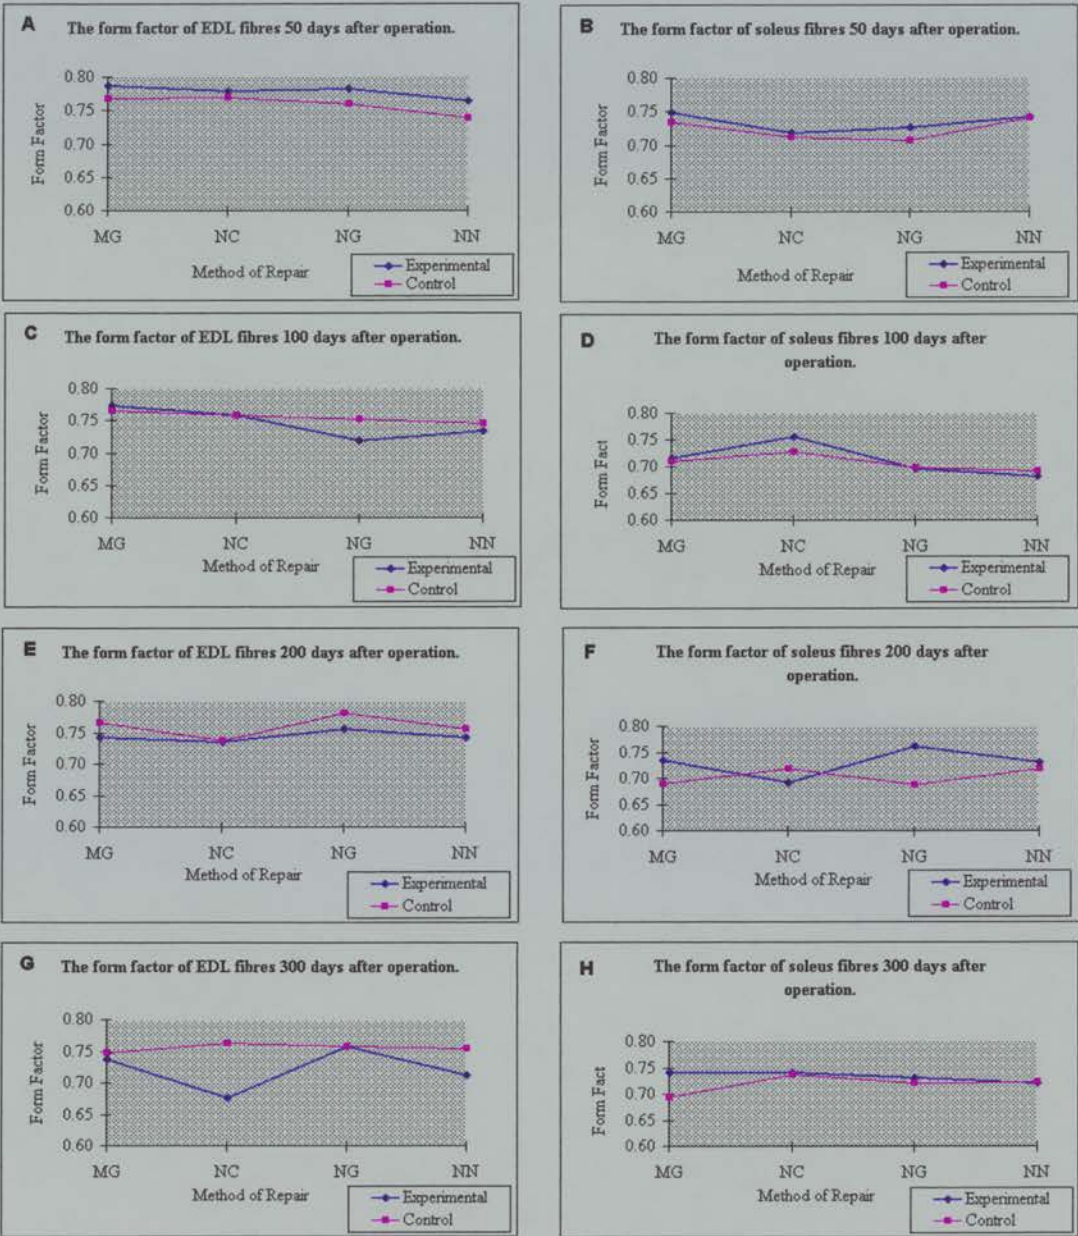 A The form factor of EDL fibres 50 days after operation.
0.80
0.75
0.70
0.65
0.60
Form Factor
MG NC NG NN
Method of Repair
Experimental
Control
B The form factor of soleus fibres 50 days after operation.
0.80
0.75
0.70
0.65
0.60
Form Factor
MG NC NG NN
Method of Repair
Experimental
Control
C The form factor of EDL fibres 100 days after operation.
0.80
0.75
0.70
0.65
0.60
Form Factor
MG NC NG NN
Method of Repair
Experimental
Control
D The form factor of soleus fibres 100 days after
operation.
0.80
0.75
0.70
0.65
0.60
Form Fact
MG NC NG NN
Method of Repair
Experimental
Control
E The form factor of EDL fibres 200 days after operation.
0.80
0.75
0.70
0.65
0.60
Form Factor
MG NC NG NN
Method of Repair
Experimental
Control
F The form factor of soleus fibres 200 days after
operation.
0.80
0.75
0.70
0.65
0.60
Form Factor
MG NC NG NN
Method of Repair
Experimental
Control
G The form factor of EDL fibres 300 days after operation.
0.80
0.75
0.70
0.65
0.60
Form Factor
MG NC NG NN
Method of Repair
Experimental
Control
H The form factor of soleus fibres 300 days after
operation.
0.80
0.75
0.70
0.65
0.60
Form Fact
MG NC NG NN
Method of Repair
Experimental
Control